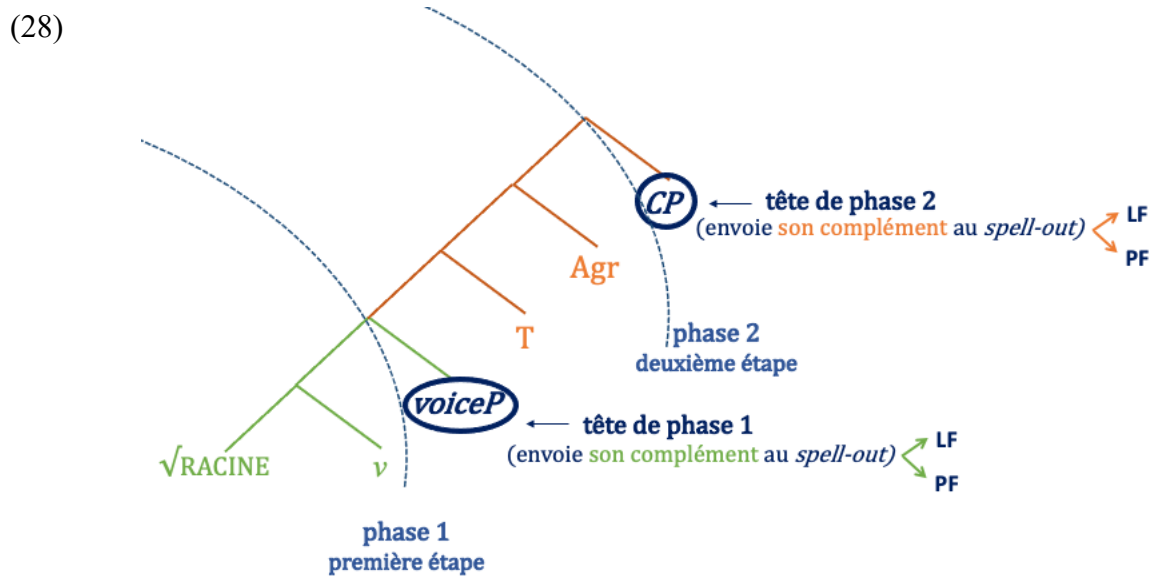 (28)
CP
tête de phase 2
(envoie son complément au spell-out)
LF
PF
Agr
T
phase 2
deuxième étape
voiceP
tête de phase 1
(envoie son complément au spell-out)
LF
PF
√RACINE
v
phase 1
première étape